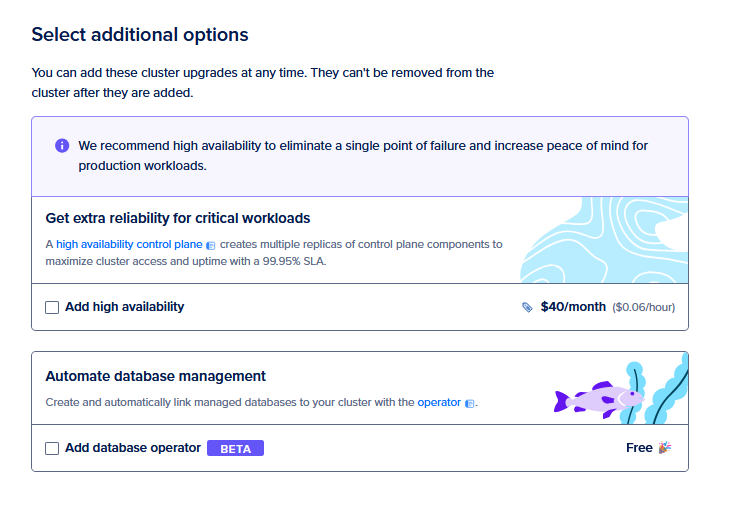 Select additional options
You can add these cluster upgrades at any time. They can't be removed from the
cluster after they are added.
We recommend high availability to eliminate a single point of failure and increase peace of mind for
production workloads.
Get extra reliability for critical workloads
A high availability control plane creates multiple replicas of control plane components to
maximize cluster access and uptime with a 99.95% SLA.
Add high availability $40/month ($0.06/hour)
Automate database management
Create and automatically link managed databases to your cluster with the operator .
Add database operator BETA Free 🎉